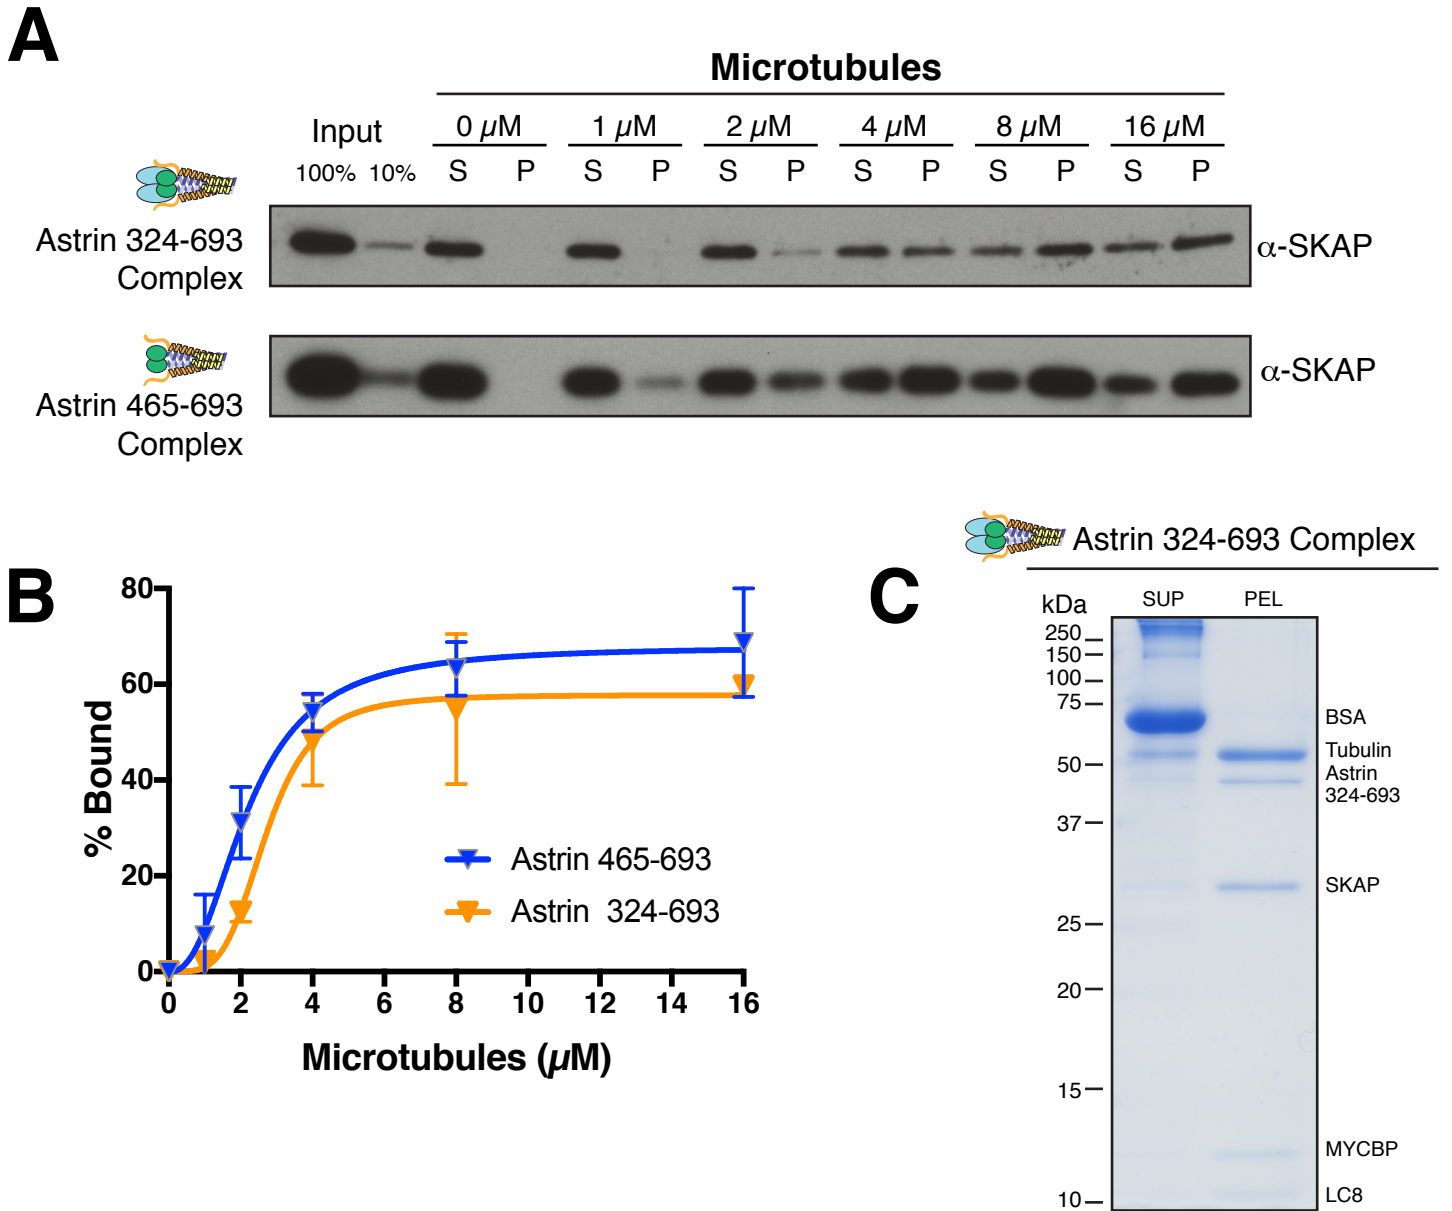 A
Microtubules
Input
0 µM 1 µM 2 µM 4 µM 8 µM 16 µM
100% 10% S P S P S P S P S P S P
Astrin 324-693
Complex
α-SKAP
Astrin 465-693
Complex
α-SKAP
B
80
60
40
20
0
% Bound
Astrin 465-693
Astrin 324-693
0 2 4 6 8 10 12 14 16
Microtubules (µM)
C
Astrin 324-693 Complex
kDa SUP PEL
250
150
100
75
50
37
25
20
15
10
BSA
Tubulin
Astrin
324-693
SKAP
MYCBP
LC8